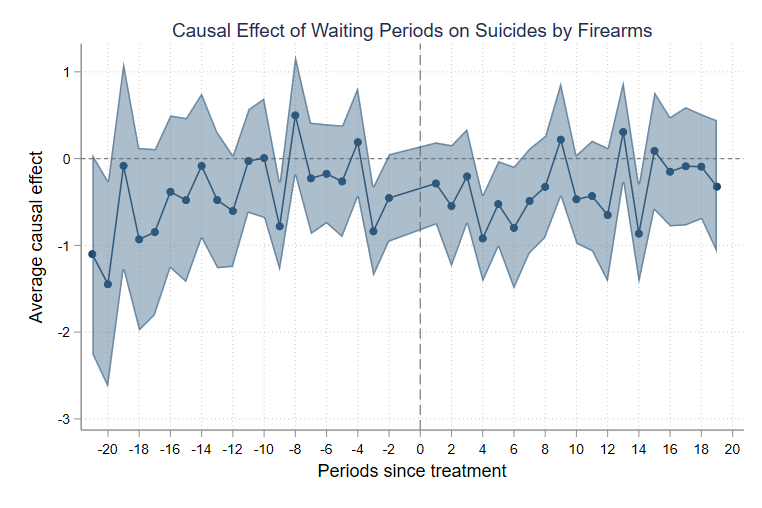 Causal Effect of Waiting Periods on Suicides by Firearms
Average causal effect
1
0
-1
-2
-3
-20 -18 -16 -14 -12 -10 -8 -6 -4 -2 0 2 4 6 8 10 12 14 16 18 20
Periods since treatment